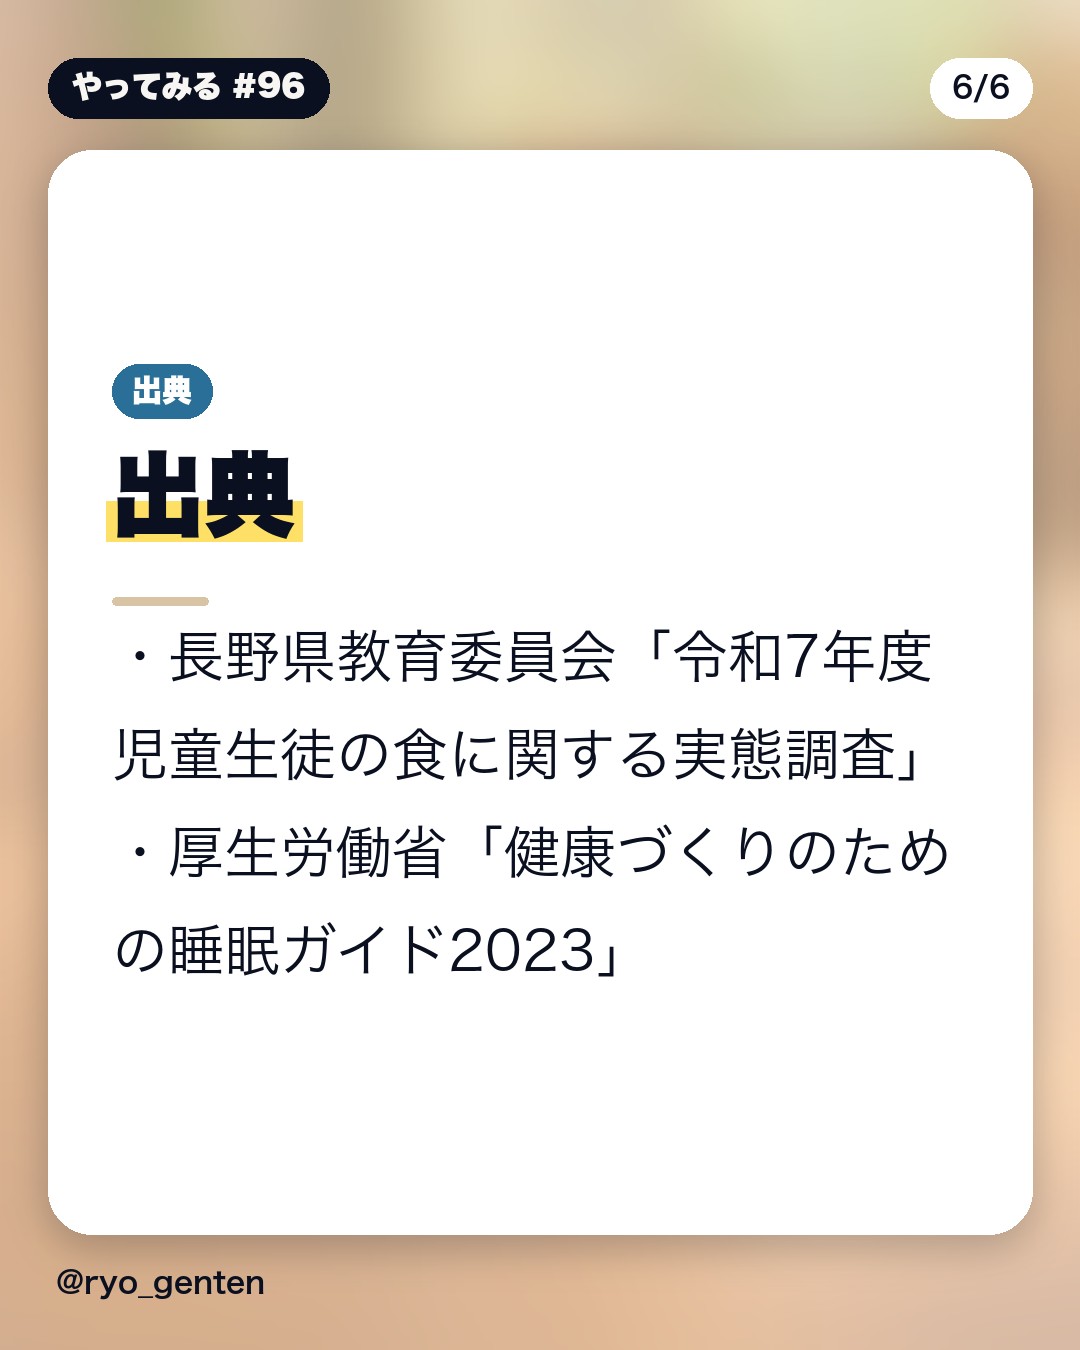 やってみる #96
6/6
出典
出典
・長野県教育委員会「令和7年度
児童生徒の食に関する実態調査」
・厚生労働省「健康づくりのため
の睡眠ガイド2023」
@ryo_genten